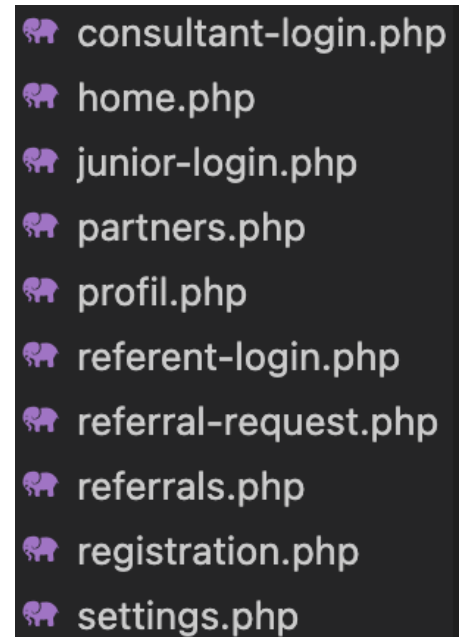 consultant-login.php
home.php
junior-login.php
partners.php
profil.php
referent-login.php
referral-request.php
referrals.php
registration.php
settings.php